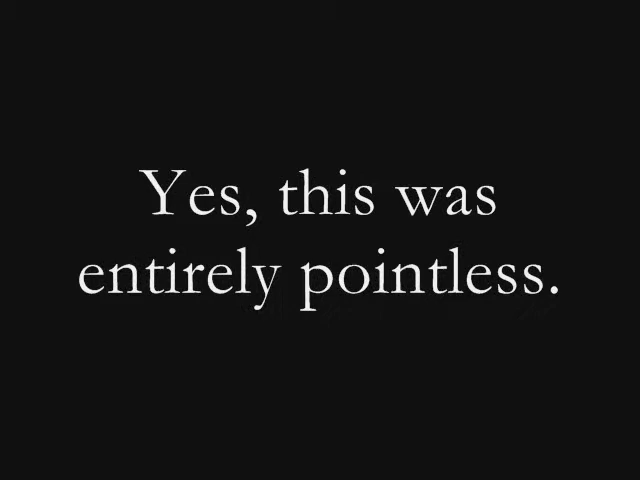 Yes, this was
entirely pointless.